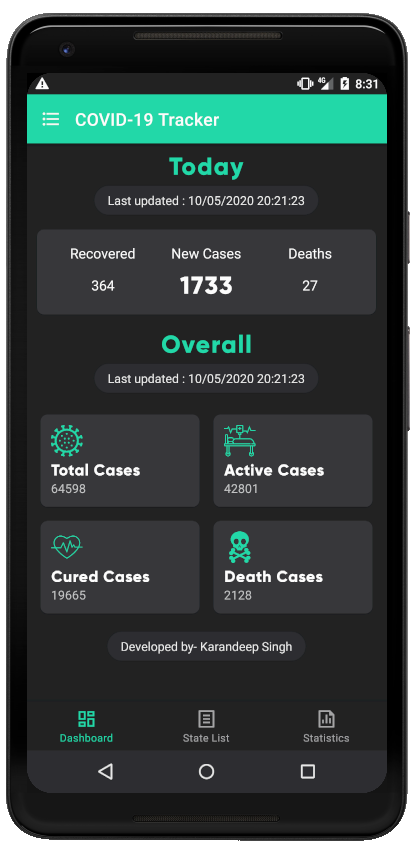 4G 8:31
COVID-19 Tracker
Today
Last updated : 10/05/2020 20:21:23
Recovered New Cases Deaths
364 1733 27
Overall
Last updated : 10/05/2020 20:21:23
Total Cases Active Cases
64598 42801
Cured Cases Death Cases
19665 2128
Developed by- Karandeep Singh
Dashboard State List Statistics